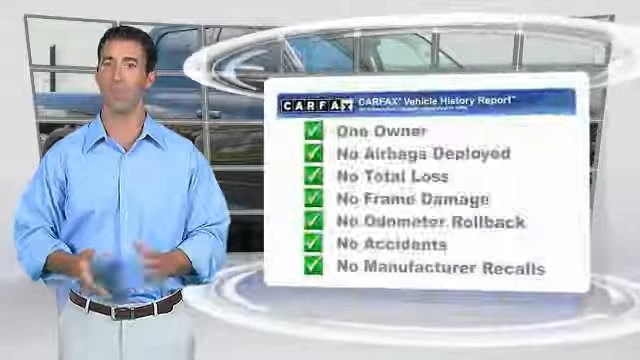 CARFAX CARFAX® Vehicle History Report™
One Owner
No Airbags Deployed
No Total Loss
No Frame Damage
No Odometer Rollback
No Accidents
No Manufacturer Recalls